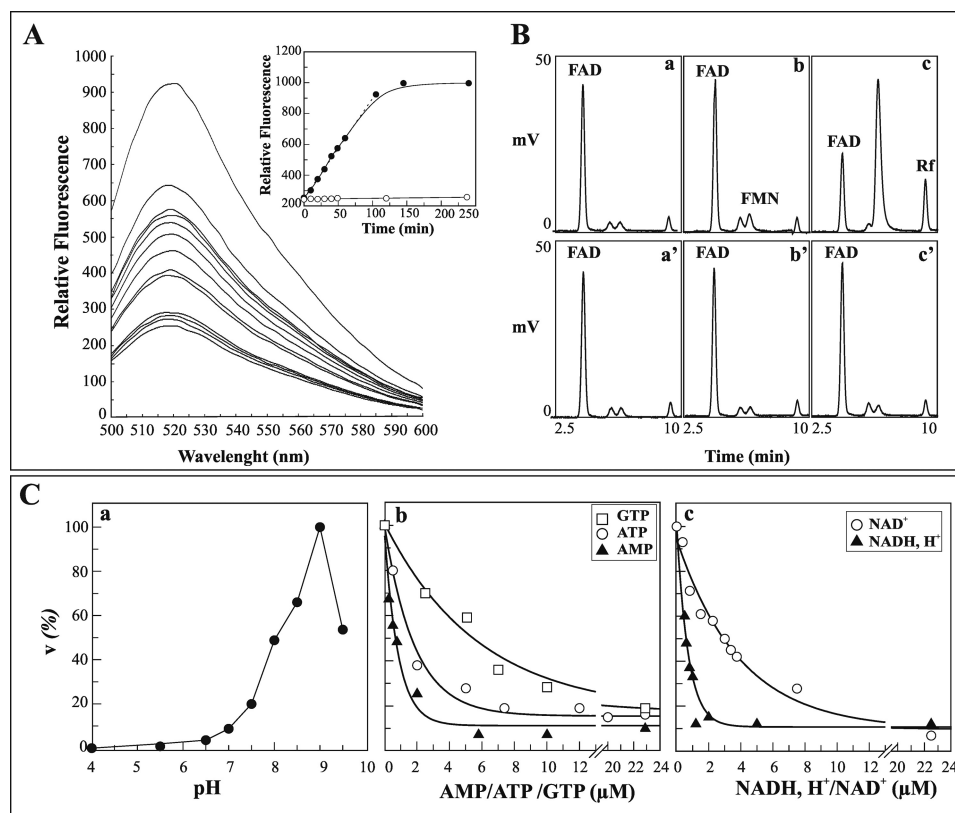 A
1000
900
800
700
600
500
400
300
200
100
0
Relative Fluorescence
500 510 520 530 540 550 560 570 580 590 600
Wavelenght (nm)
1200
1000
800
600
400
200
Relative Fluorescence
0 50 100 150 200 250
Time (min)
B
50
mV
0
FAD a
FAD b
FMN
FAD c
Rf
50
mV
0
FAD a’
FAD b’
FAD c’
2.5 10 2.5 10 2.5 10
Time (min)
C
a
100
80
60
40
20
0
v (%)
4 5 6 7 8 9 10
pH
b
GTP
ATP
AMP
0 2 4 6 8 10 12 22 24
AMP/ATP /GTP (µM)
c
NAD+
NADH, H+
0 2 4 6 8 10 12 22 24
NADH, H+/NAD+ (µM)